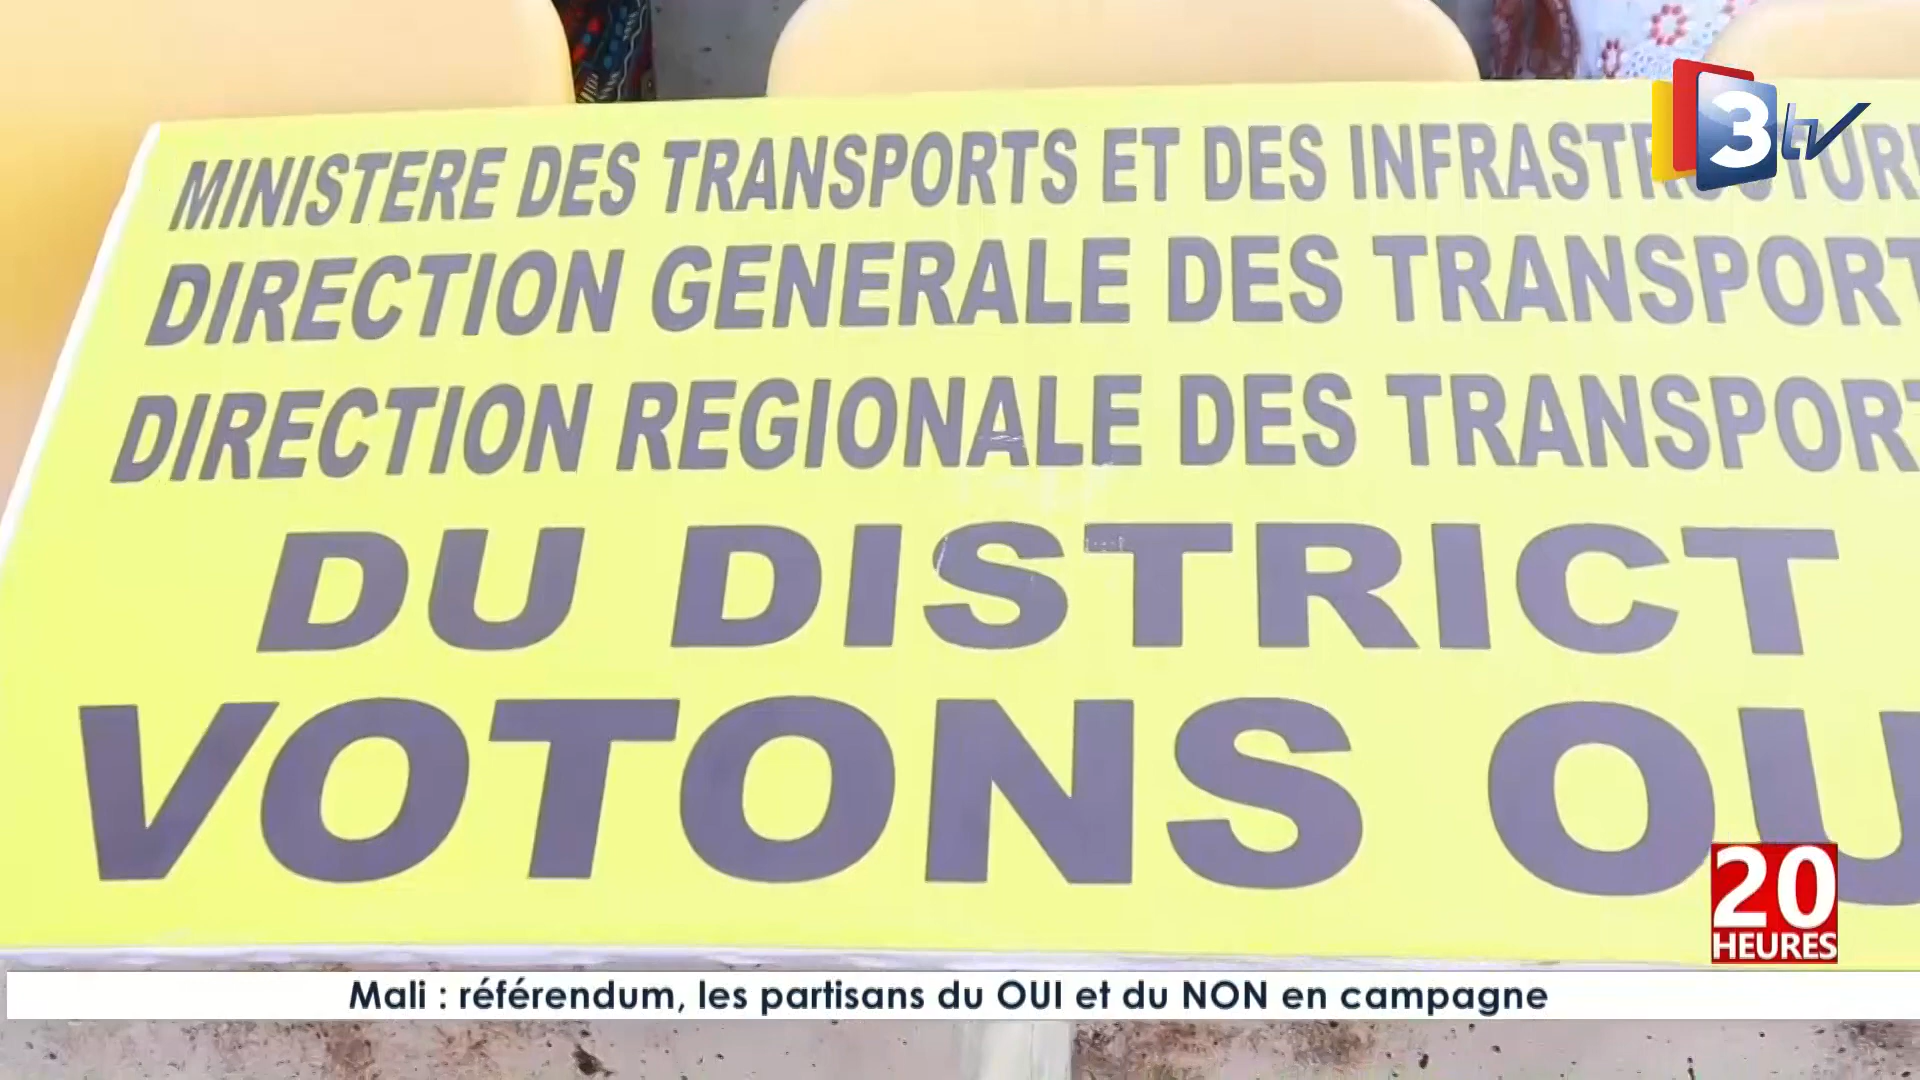 3tv
MINISTERE DES TRANSPORTS ET DES INFRASTRUCTUR
DIRECTION GENERALE DES TRANSPORT
DIRECTION REGIONALE DES TRANSPORT
DU DISTRICT
VOTONS OU
20
HEURES
Mali : référendum, les partisans du OUI et du NON en campagne